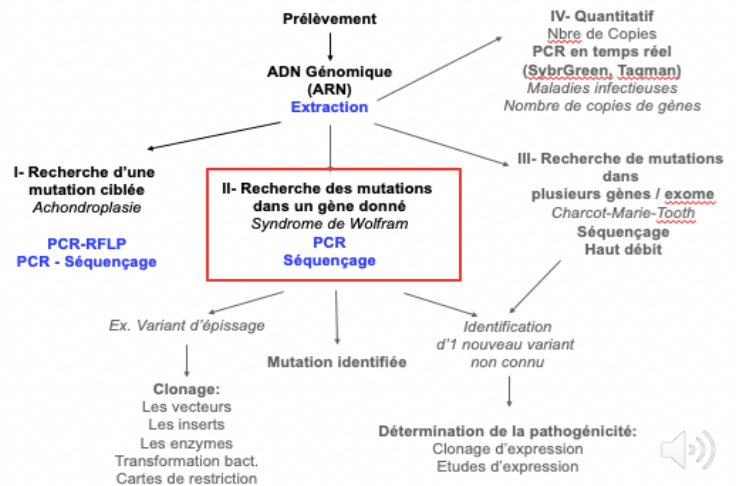 Prélèvement
ADN Génomique
(ARN)
Extraction
IV- Quantitatif
Nbre de Copies
PCR en temps réel
(SybrGreen, Taqman)
Maladies infectieuses
Nombre de copies de gènes
I- Recherche d'une
mutation ciblée
Achondroplasie
PCR-RFLP
PCR - Séquençage
II- Recherche des mutations
dans un gène donné
Syndrome de Wolfram
PCR
Séquençage
III- Recherche de mutations
dans
plusieurs gènes / exome
Charcot-Marie-Tooth
Séquençage
Haut débit
Ex. Variant d'épissage
Clonage:
Les vecteurs
Les inserts
Les enzymes
Transformation bact.
Cartes de restriction
Mutation identifiée
Identification
d'1 nouveau variant
non connu
Détermination de la pathogénicité:
Clonage d'expression
Etudes d'expression